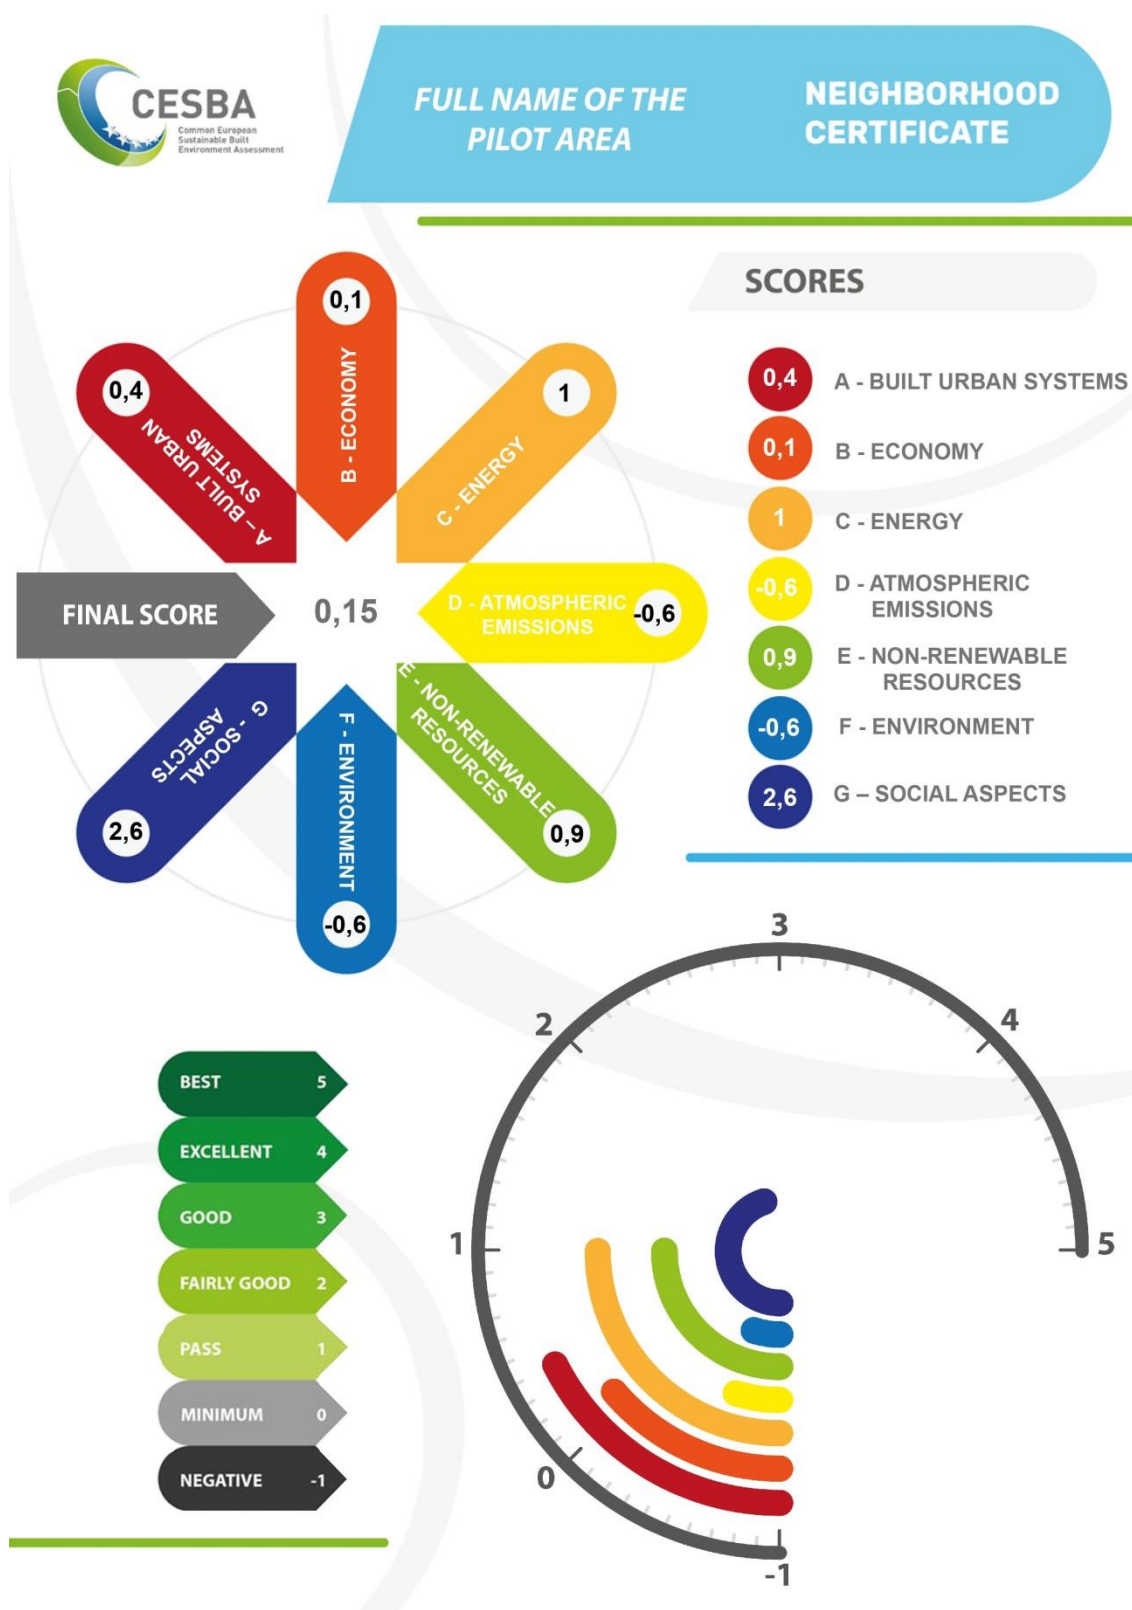 CESBA
Common European
Sustainable Built
Environment Assessment
FULL NAME OF THE
PILOT AREA
NEIGHBORHOOD
CERTIFICATE
0,1
B - ECONOMY
0,4
A – BUILT URBAN
SYSTEMS
1
C - ENERGY
FINAL SCORE
0,15
D - ATMOSPHERIC
EMISSIONS
-0,6
G - SOCIAL
ASPECTS
2,6
F - ENVIRONMENT
-0,6
E - NON-RENEWABLE
RESOURCES
0,9
SCORES
0,4 A - BUILT URBAN SYSTEMS
0,1 B - ECONOMY
1 C - ENERGY
-0,6 D - ATMOSPHERIC
EMISSIONS
0,9 E - NON-RENEWABLE
RESOURCES
-0,6 F - ENVIRONMENT
2,6 G – SOCIAL ASPECTS
BEST 5
EXCELLENT 4
GOOD 3
FAIRLY GOOD 2
PASS 1
MINIMUM 0
NEGATIVE -1
3
2
4
1
5
0
-1